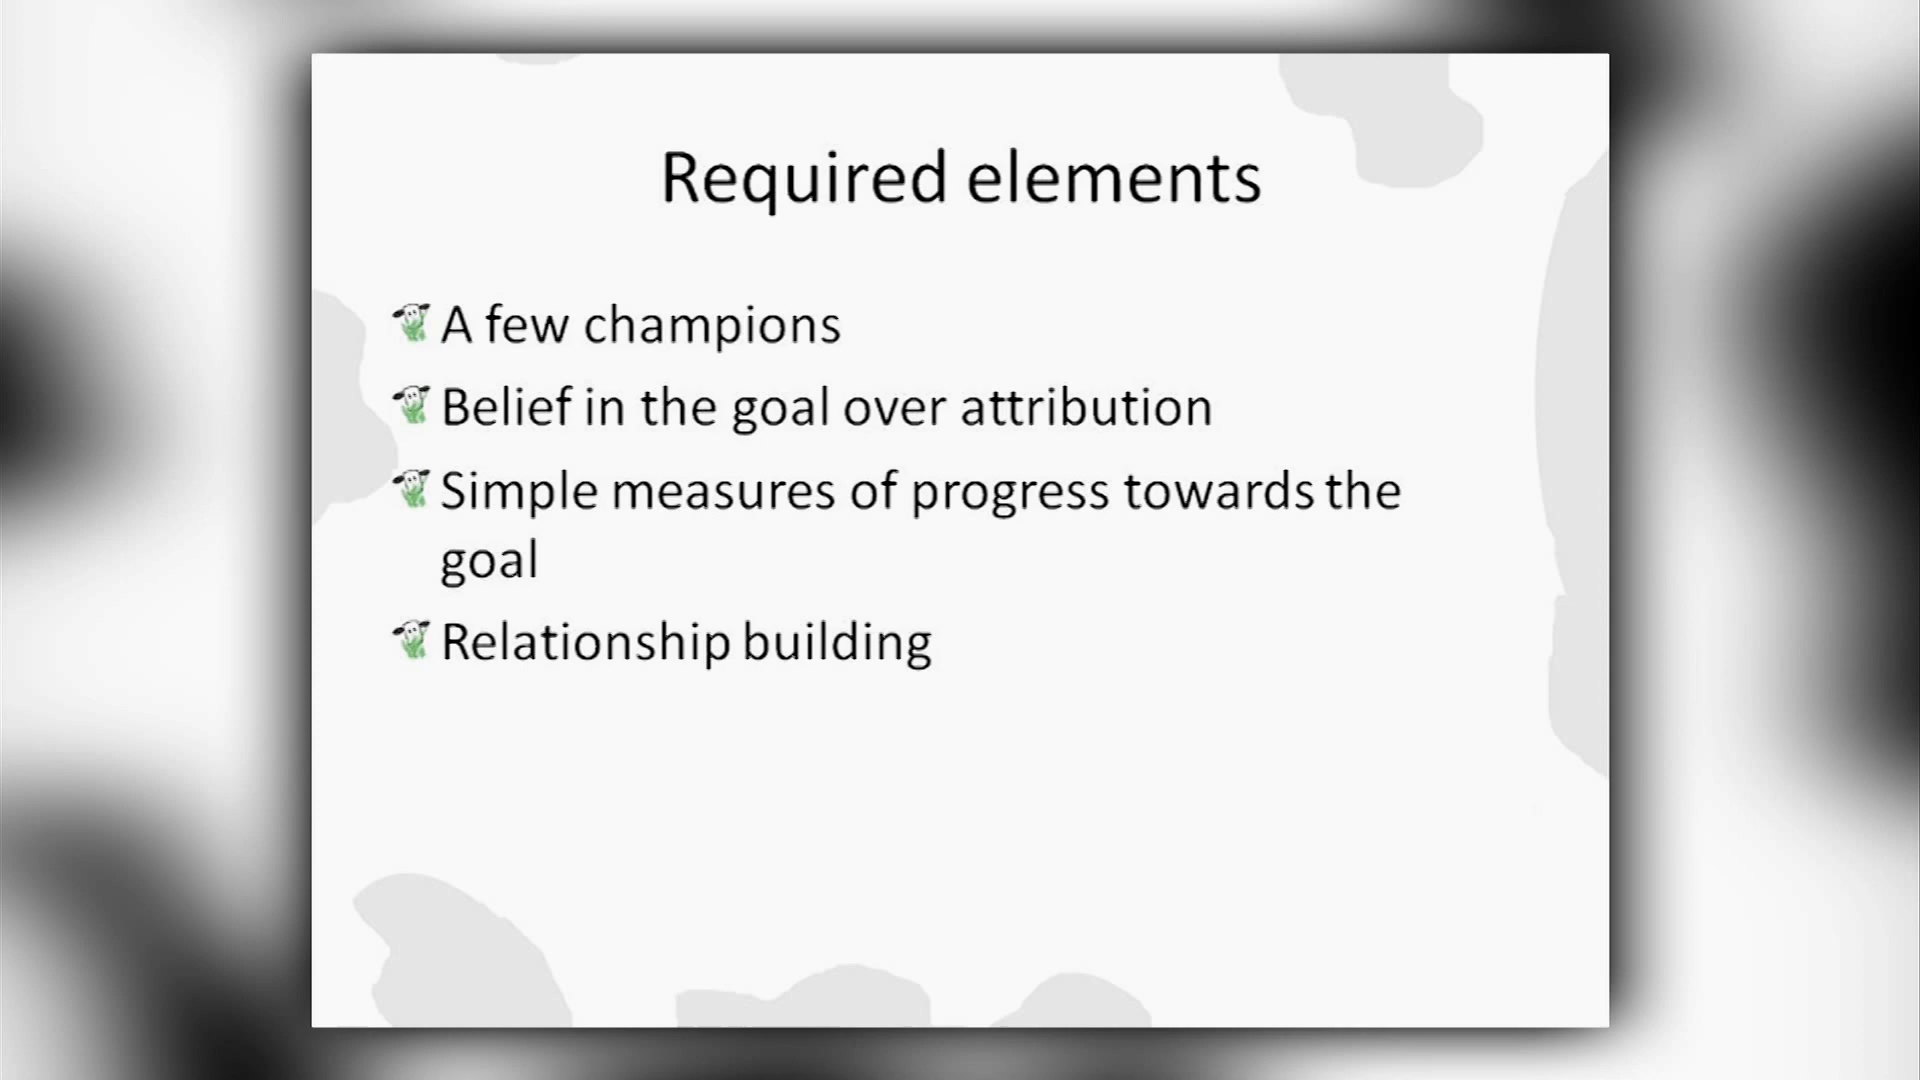 Required elements
A few champions
Belief in the goal over attribution
Simple measures of progress towards the
goal
Relationship building